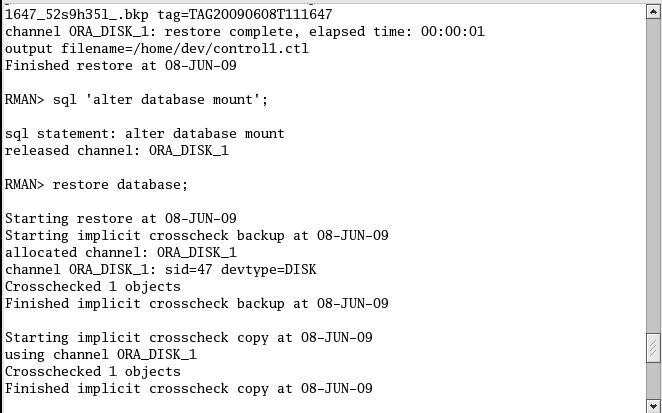 1647_52s9h35l_.bkp tag=TAG20090608T111647
channel ORA_DISK_1: restore complete, elapsed time: 00:00:01
output filename=/home/dev/control1.ctl
Finished restore at 08-JUN-09
RMAN> sql 'alter database mount';
sql statement: alter database mount
released channel: ORA_DISK_1
RMAN> restore database;
Starting restore at 08-JUN-09
Starting implicit crosscheck backup at 08-JUN-09
allocated channel: ORA_DISK_1
channel ORA_DISK_1: sid=47 devtype=DISK
Crosschecked 1 objects
Finished implicit crosscheck backup at 08-JUN-09
Starting implicit crosscheck copy at 08-JUN-09
using channel ORA_DISK_1
Crosschecked 1 objects
Finished implicit crosscheck copy at 08-JUN-09